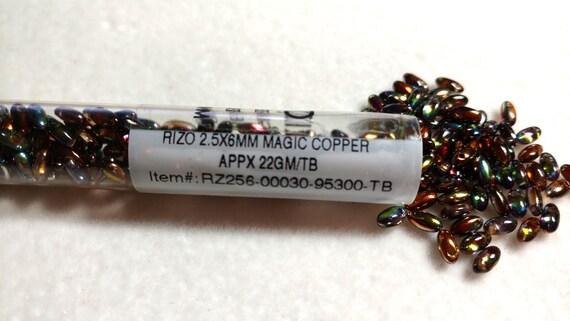 RIZO 2.5X6MM MAGIC COPPER
APPX 22GM/TB
Item#: RZ256-00030-95300-TB